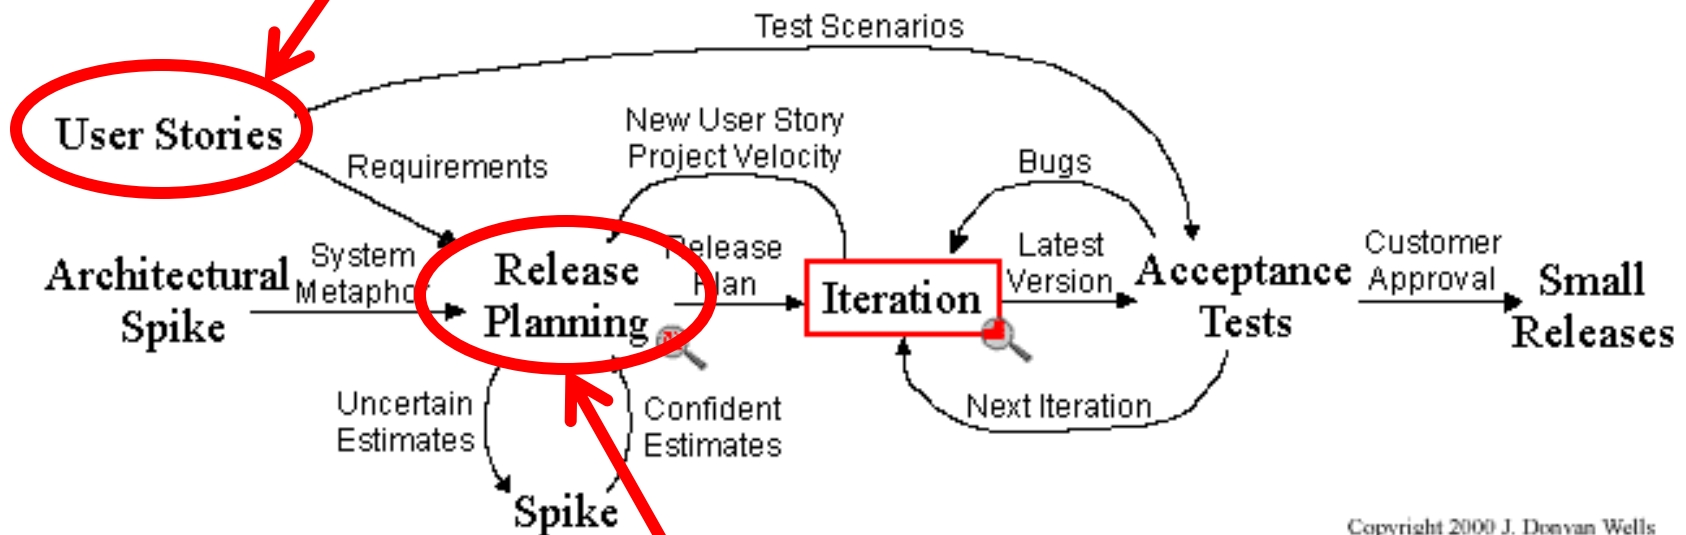 Test Scenarios
User Stories
New User Story
Project Velocity
Requirements
Bugs
Architectural
Spike
System
Metaphor
Release
Planning
Release
Plan
Iteration
Latest
Version
Acceptance
Tests
Customer
Approval
Small
Releases
Uncertain
Estimates
Confident
Estimates
Next Iteration
Spike
Copyright 2000 J. Donvan Wells